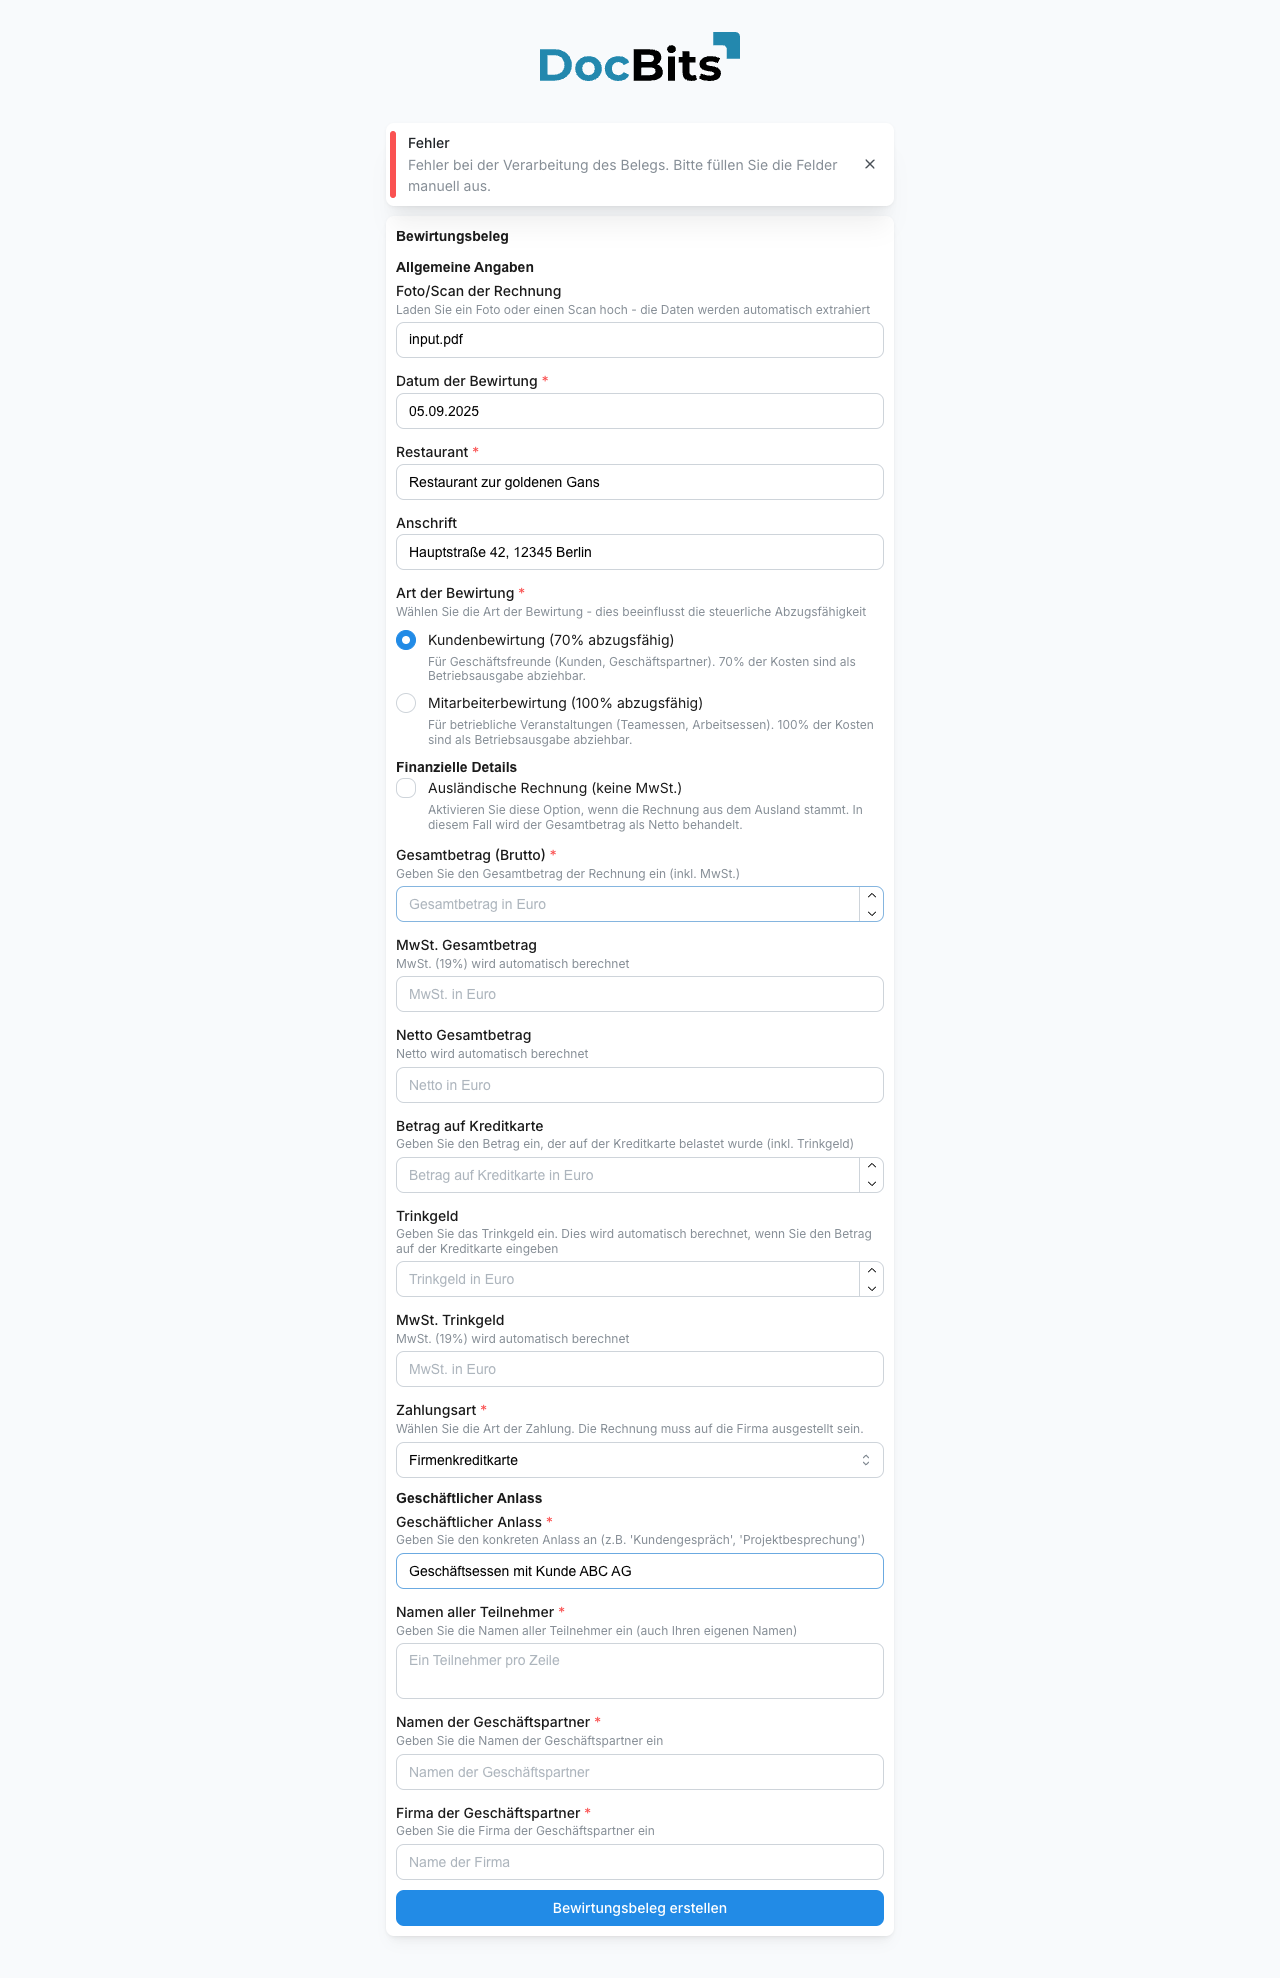 DocBits
Fehler
Fehler bei der Verarbeitung des Belegs. Bitte füllen Sie die Felder
manuell aus.
Bewirtungsbeleg
Allgemeine Angaben
Foto/Scan der Rechnung
Laden Sie ein Foto oder einen Scan hoch - die Daten werden automatisch extrahiert
input.pdf
Datum der Bewirtung *
05.09.2025
Restaurant *
Restaurant zur goldenen Gans
Anschrift
Hauptstraße 42, 12345 Berlin
Art der Bewirtung *
Wählen Sie die Art der Bewirtung - dies beeinflusst die steuerliche Abzugsfähigkeit
Kundenbewirtung (70% abzugsfähig)
Für Geschäftsfreunde (Kunden, Geschäftspartner). 70% der Kosten sind als
Betriebsausgabe abziehbar.
Mitarbeiterbewirtung (100% abzugsfähig)
Für betriebliche Veranstaltungen (Teamessen, Arbeitsessen). 100% der Kosten
sind als Betriebsausgabe abziehbar.
Finanzielle Details
Ausländische Rechnung (keine MwSt.)
Aktivieren Sie diese Option, wenn die Rechnung aus dem Ausland stammt. In
diesem Fall wird der Gesamtbetrag als Netto behandelt.
Gesamtbetrag (Brutto) *
Geben Sie den Gesamtbetrag der Rechnung ein (inkl. MwSt.)
Gesamtbetrag in Euro
MwSt. Gesamtbetrag
MwSt. (19%) wird automatisch berechnet
MwSt. in Euro
Netto Gesamtbetrag
Netto wird automatisch berechnet
Netto in Euro
Betrag auf Kreditkarte
Geben Sie den Betrag ein, der auf der Kreditkarte belastet wurde (inkl. Trinkgeld)
Betrag auf Kreditkarte in Euro
Trinkgeld
Geben Sie das Trinkgeld ein. Dies wird automatisch berechnet, wenn Sie den Betrag
auf der Kreditkarte eingeben
Trinkgeld in Euro
MwSt. Trinkgeld
MwSt. (19%) wird automatisch berechnet
MwSt. in Euro
Zahlungsart *
Wählen Sie die Art der Zahlung. Die Rechnung muss auf die Firma ausgestellt sein.
Firmenkreditkarte
Geschäftlicher Anlass
Geschäftlicher Anlass *
Geben Sie den konkreten Anlass an (z.B. 'Kundengespräch', 'Projektbesprechung')
Geschäftsessen mit Kunde ABC AG
Namen aller Teilnehmer *
Geben Sie die Namen aller Teilnehmer ein (auch Ihren eigenen Namen)
Ein Teilnehmer pro Zeile
Namen der Geschäftspartner *
Geben Sie die Namen der Geschäftspartner ein
Namen der Geschäftspartner
Firma der Geschäftspartner *
Geben Sie die Firma der Geschäftspartner ein
Name der Firma
Bewirtungsbeleg erstellen